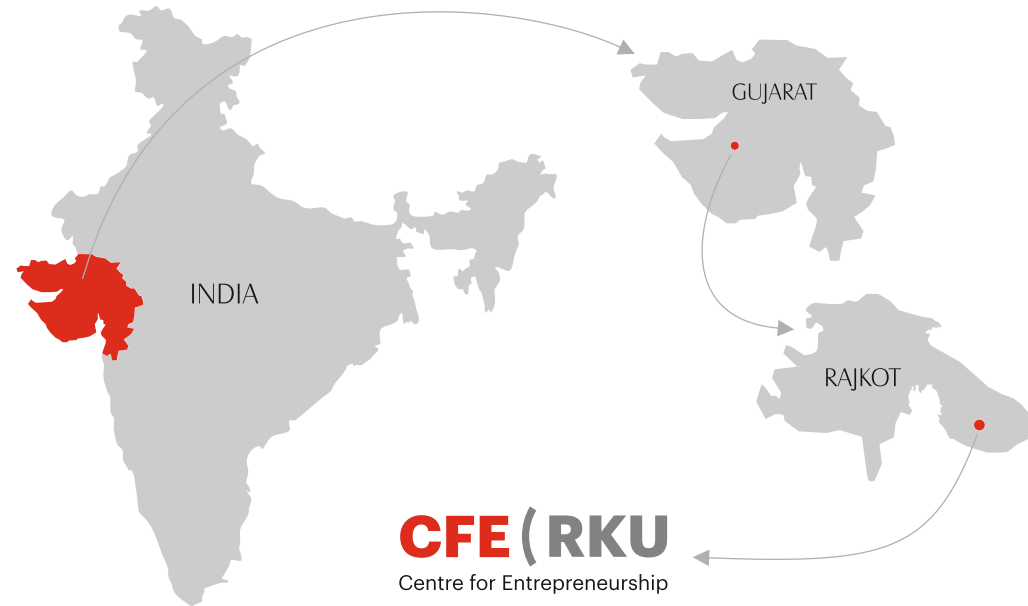 GUJARAT
INDIA
RAJKOT
CFE(RKU
Centre for Entrepreneurship